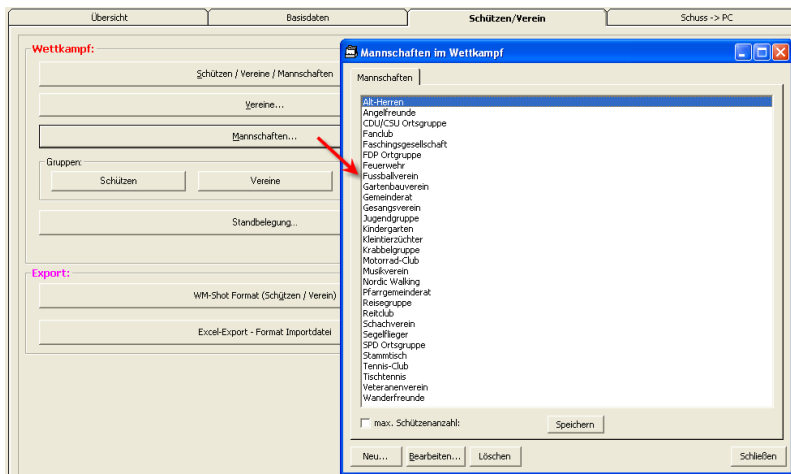 Übersicht
Basisdaten
Schützen/Verein
Schuss -> PC
Wettkampf:
Schützen / Vereine / Mannschaften
Vereine...
Mannschaften...
Gruppen:
Schützen
Vereine
Standbelegung...
Export:
WM-Shot Format (Schützen / Verein)
Excel-Export - Format Importdatei
Mannschaften im Wettkampf
Mannschaften
Alt-Herren
Angelfreunde
CDU/CSU Ortsgruppe
Fanclub
Faschingsgesellschaft
FDP Ortgruppe
Feuerwehr
Fussballverein
Gartenbauverein
Gemeinderat
Gesangsverein
Jugendgruppe
Kindergarten
Kleintierzüchter
Krabbelgruppe
Motorrad-Club
Musikverein
Nordic Walking
Pfarrgemeinderat
Reisegruppe
Reitclub
Schachverein
Segelflieger
SPD Ortsgruppe
Stammtisch
Tennis-Club
Tischtennis
Veteranenverein
Wanderfreunde
max. Schützenanzahl:
Speichern
Neu...
Bearbeiten...
Löschen
Schließen